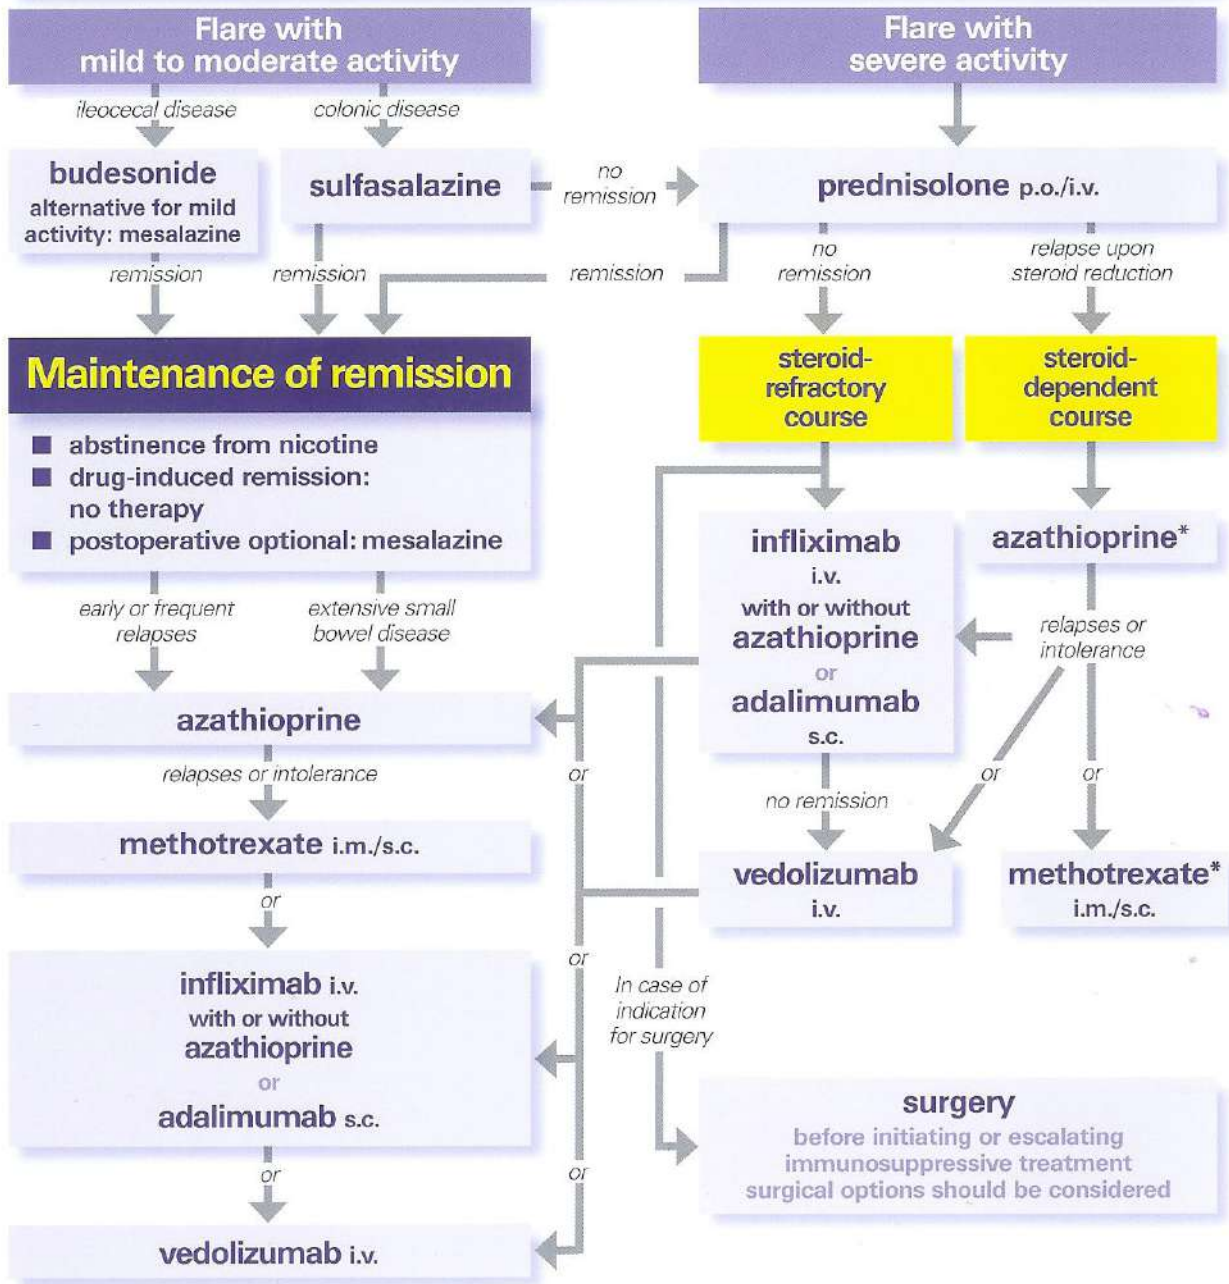 Flare with
mild to moderate activity
Flare with
severe activity
ileocecal disease
colonic disease
budesonide
alternative for mild
activity: mesalazine
sulfasalazine
no
remission
prednisolone p.o./i.v.
remission
remission
remission
no
remission
relapse upon
steroid reduction
Maintenance of remission
■ abstinence from nicotine
■ drug-induced remission:
no therapy
■ postoperative optional: mesalazine
steroid-
refractory
course
steroid-
dependent
course
early or frequent
relapses
extensive small
bowel disease
infliximab
i.v.
with or without
azathioprine
or
adalimumab
s.c.
azathioprine*
relapses or
intolerance
azathioprine
relapses or intolerance
or
no remission
or
or
methotrexate i.m./s.c.
or
vedolizumab
i.v.
methotrexate*
i.m./s.c.
infliximab i.v.
with or without
azathioprine
or
adalimumab s.c.
or
In case of
indication
for surgery
surgery
before initiating or escalating
immunosuppressive treatment
surgical options should be considered
or
or
vedolizumab i.v.